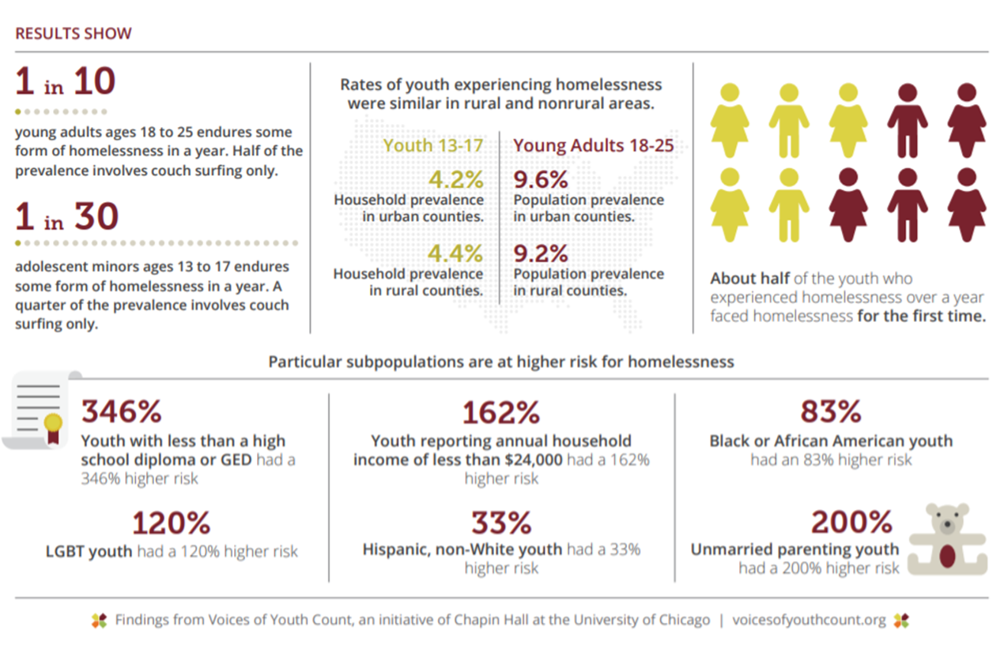 RESULTS SHOW
1 in 10
young adults ages 18 to 25 endures some
form of homelessness in a year. Half of the
prevalence involves couch surfing only.
1 in 30
adolescent minors ages 13 to 17 endures
some form of homelessness in a year. A
quarter of the prevalence involves couch
surfing only.
Rates of youth experiencing homelessness
were similar in rural and nonrural areas.
Youth 13-17
4.2%
Household prevalence
in urban counties.
4.4%
Household prevalence
in rural counties.
Young Adults 18-25
9.6%
Population prevalence
in urban counties.
9.2%
Population prevalence
in rural counties.
About half of the youth who
experienced homelessness over a year
faced homelessness for the first time.
Particular subpopulations are at higher risk for homelessness
346%
Youth with less than a high
school diploma or GED had a
346% higher risk
162%
Youth reporting annual household
income of less than $24,000 had a 162%
higher risk
83%
Black or African American youth
had an 83% higher risk
120%
LGBT youth had a 120% higher risk
33%
Hispanic, non-White youth had a 33%
higher risk
200%
Unmarried parenting youth
had a 200% higher risk
Findings from Voices of Youth Count, an initiative of Chapin Hall at the University of Chicago | voicesofyouthcount.org